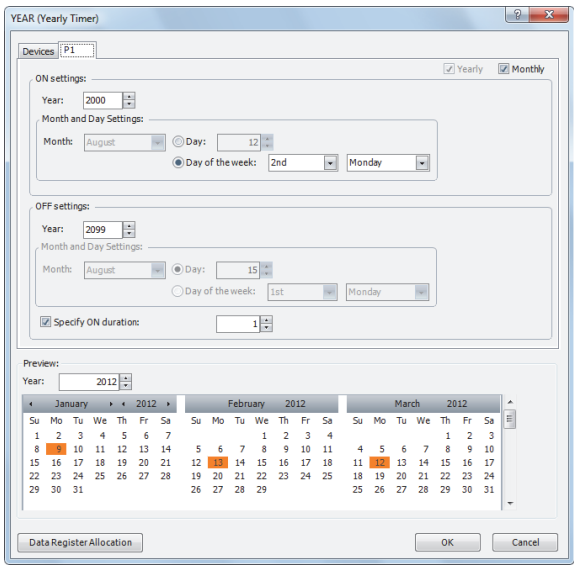 YEAR (Yearly Timer)
Devices P1
Yearly Monthly
ON settings:
Year: 2000
Month and Day Settings:
Month: August Day: 12
Day of the week: 2nd Monday
OFF settings:
Year: 2099
Month and Day Settings:
Month: August Day: 15
Day of the week: 1st Monday
Specify ON duration: 1
Preview:
Year: 2012
January 2012 February 2012 March 2012
Su Mo Tu We Th Fr Sa Su Mo Tu We Th Fr Sa Su Mo Tu We Th Fr Sa
1 2 3 4 5 6 7 1 2 3 4 1 2 3
8 9 10 11 12 13 14 5 6 7 8 9 10 11 4 5 6 7 8 9 10
15 16 17 18 19 20 21 12 13 14 15 16 17 18 11 12 13 14 15 16 17
22 23 24 25 26 27 28 19 20 21 22 23 24 25 18 19 20 21 22 23 24
29 30 31 26 27 28 29 25 26 27 28 29 30 31
Data Register Allocation OK Cancel